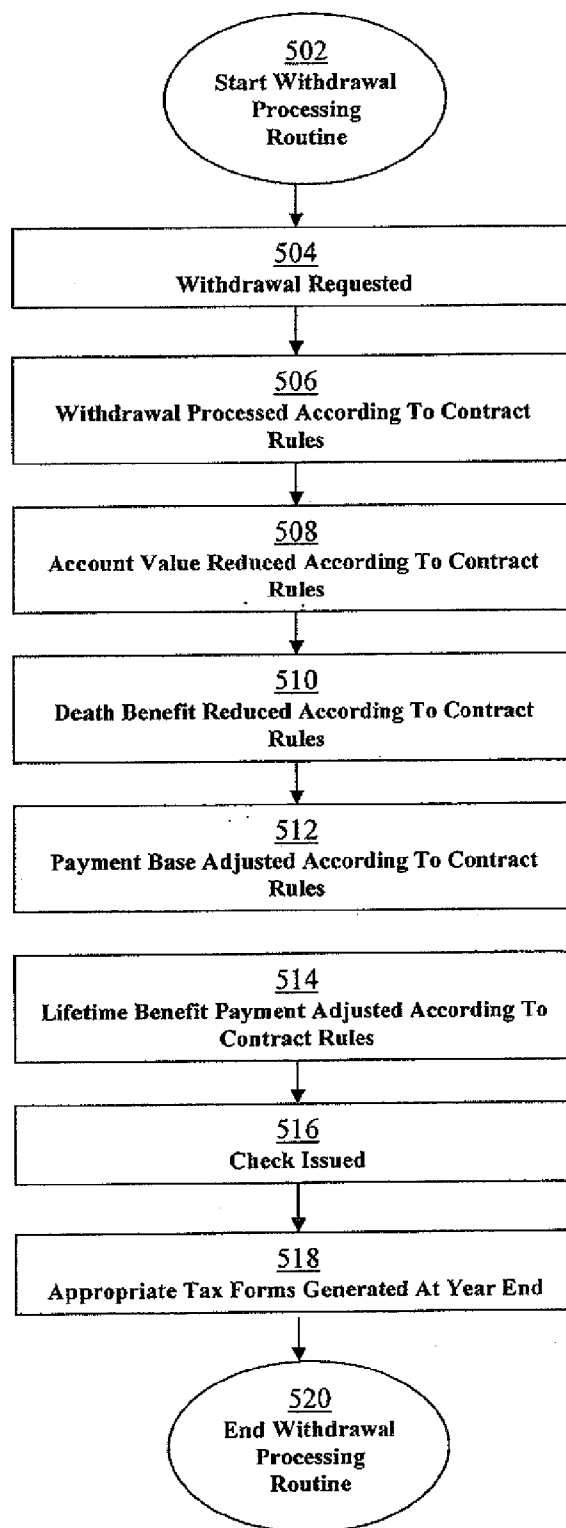 502
Start Withdrawal
Processing
Routine
504
Withdrawal Requested
506
Withdrawal Processed According To Contract
Rules
508
Account Value Reduced According To Contract
Rules
510
Death Benefit Reduced According To Contract
Rules
512
Payment Base Adjusted According To Contract
Rules
514
Lifetime Benefit Payment Adjusted According To
Contract Rules
516
Check Issued
518
Appropriate Tax Forms Generated At Year End
520
End Withdrawal
Processing
Routine